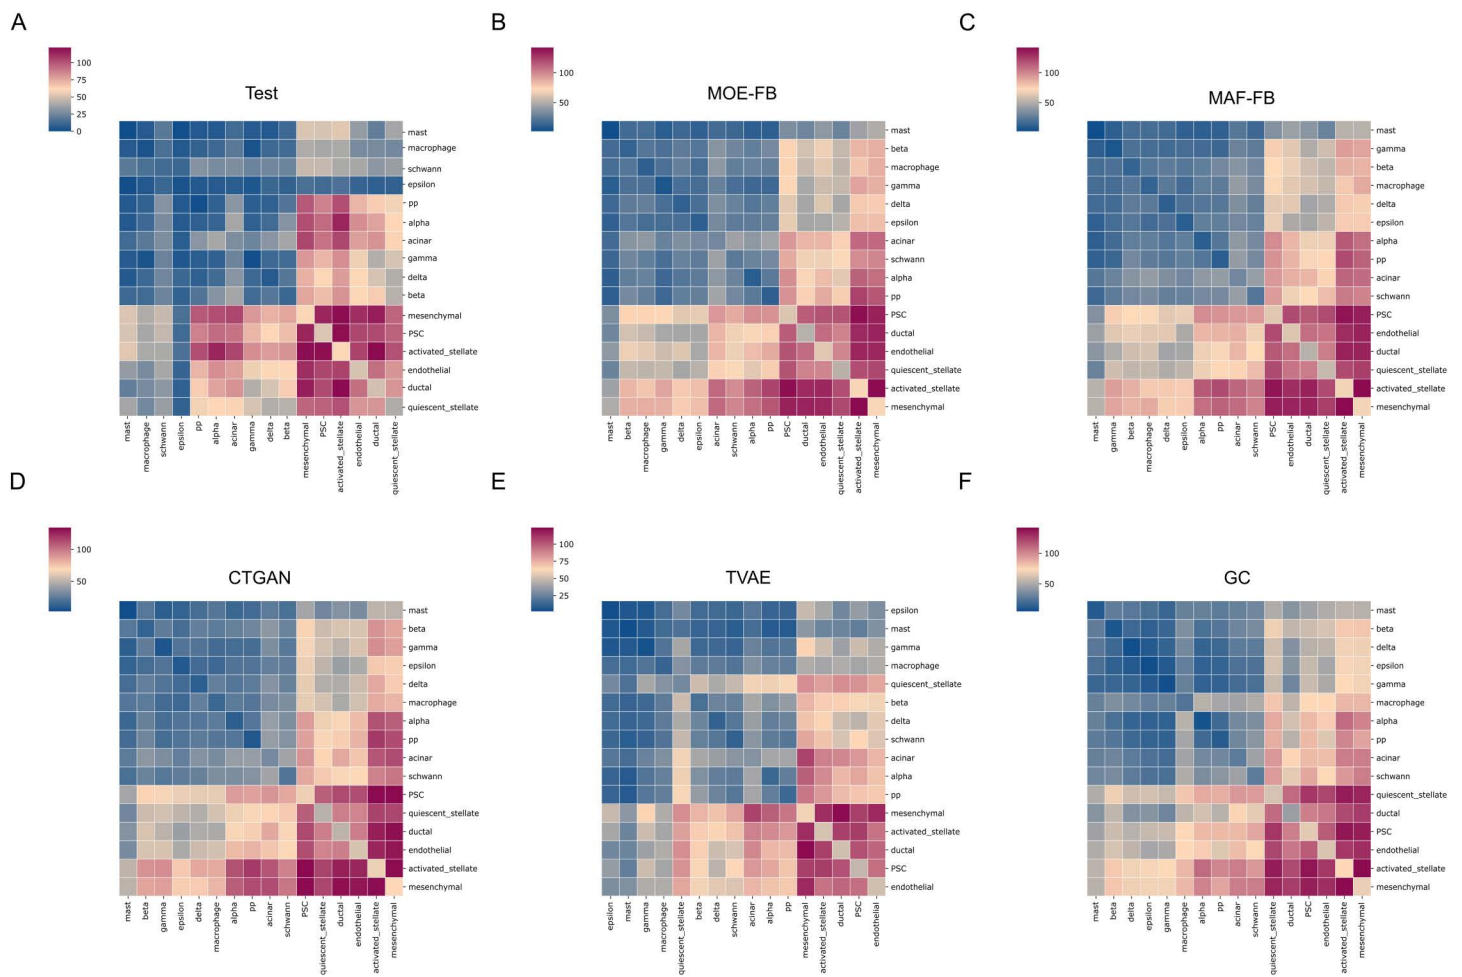 A
100
75
50
25
0
Test
mast
macrophage
schwann
epsilon
pp
alpha
acinar
gamma
delta
beta
mesenchymal
PSC
activated_stellate
endothelial
ductal
quiescent_stellate
mast
macrophage
schwann
epsilon
pp
alpha
acinar
gamma
delta
beta
mesenchymal
PSC
activated_stellate
endothelial
ductal
quiescent_stellate
B
100
50
MOE-FB
mast
beta
macrophage
gamma
delta
epsilon
acinar
schwann
alpha
pp
PSC
ductal
endothelial
quiescent_stellate
activated_stellate
mesenchymal
mast
beta
macrophage
gamma
delta
epsilon
acinar
schwann
alpha
pp
PSC
ductal
endothelial
quiescent_stellate
activated_stellate
mesenchymal
C
100
50
MAF-FB
mast
gamma
beta
macrophage
delta
epsilon
alpha
pp
acinar
schwann
PSC
endothelial
ductal
quiescent_stellate
activated_stellate
mesenchymal
mast
gamma
beta
macrophage
delta
epsilon
alpha
pp
acinar
schwann
PSC
endothelial
ductal
quiescent_stellate
activated_stellate
mesenchymal
D
100
50
CTGAN
mast
beta
gamma
epsilon
delta
macrophage
alpha
pp
acinar
schwann
PSC
quiescent_stellate
ductal
endothelial
activated_stellate
mesenchymal
mast
beta
gamma
epsilon
delta
macrophage
alpha
pp
acinar
schwann
PSC
quiescent_stellate
ductal
endothelial
activated_stellate
mesenchymal
E
100
75
50
25
TVAE
epsilon
mast
gamma
macrophage
quiescent_stellate
beta
delta
schwann
acinar
alpha
pp
mesenchymal
activated_stellate
ductal
PSC
endothelial
epsilon
mast
gamma
macrophage
quiescent_stellate
beta
delta
schwann
acinar
alpha
pp
mesenchymal
activated_stellate
ductal
PSC
endothelial
F
100
50
GC
mast
beta
delta
epsilon
gamma
macrophage
alpha
pp
acinar
schwann
quiescent_stellate
ductal
PSC
endothelial
activated_stellate
mesenchymal
mast
beta
delta
epsilon
gamma
macrophage
alpha
pp
acinar
schwann
quiescent_stellate
ductal
PSC
endothelial
activated_stellate
mesenchymal